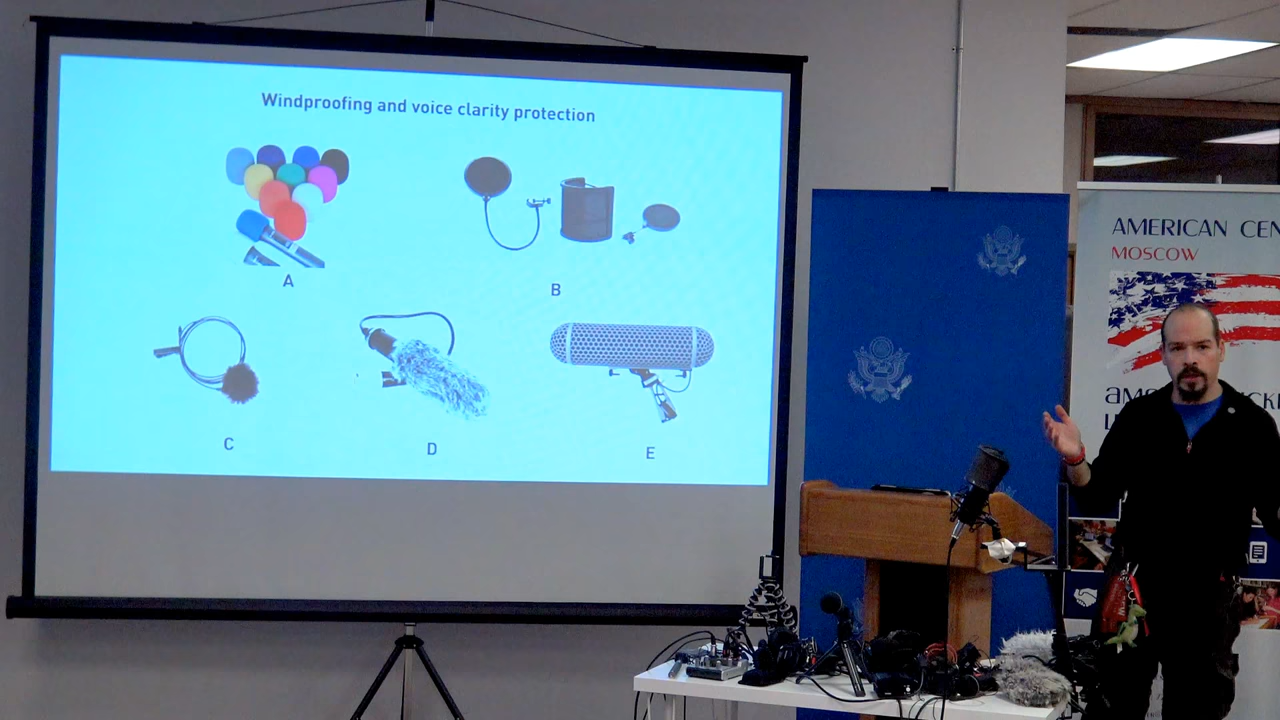 Windproofing and voice clarity protection
A
B
C
D
E
AMERICAN CEN
MOSCOW